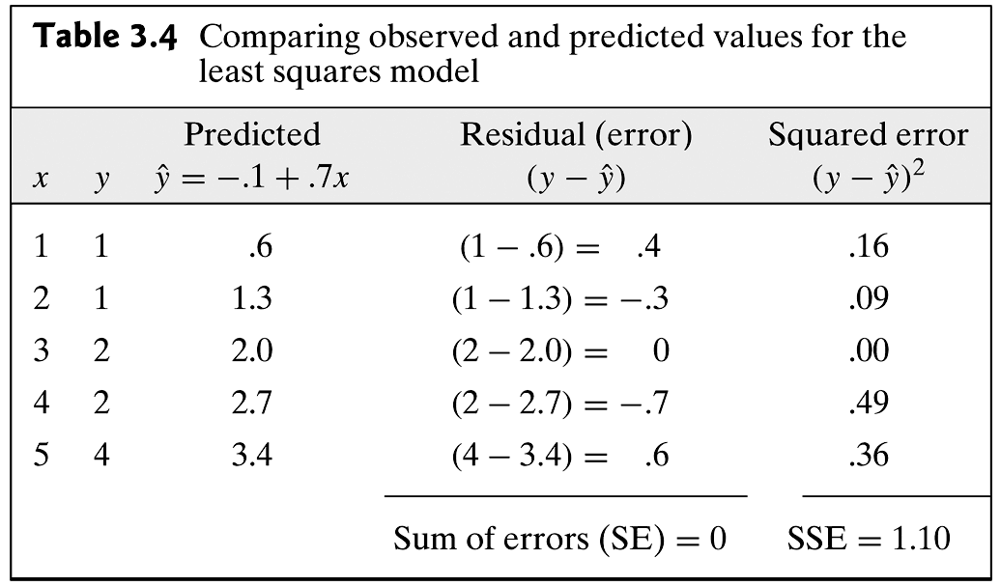 Table 3.4 Comparing observed and predicted values for the
least squares model
Predicted Residual (error) Squared error
x y ŷ = −.1 + .7x (y − ŷ) (y − ŷ)²
1 1 .6 (1 − .6) = .4 .16
2 1 1.3 (1 − 1.3) = −.3 .09
3 2 2.0 (2 − 2.0) = 0 .00
4 2 2.7 (2 − 2.7) = −.7 .49
5 4 3.4 (4 − 3.4) = .6 .36
Sum of errors (SE) = 0 SSE = 1.10